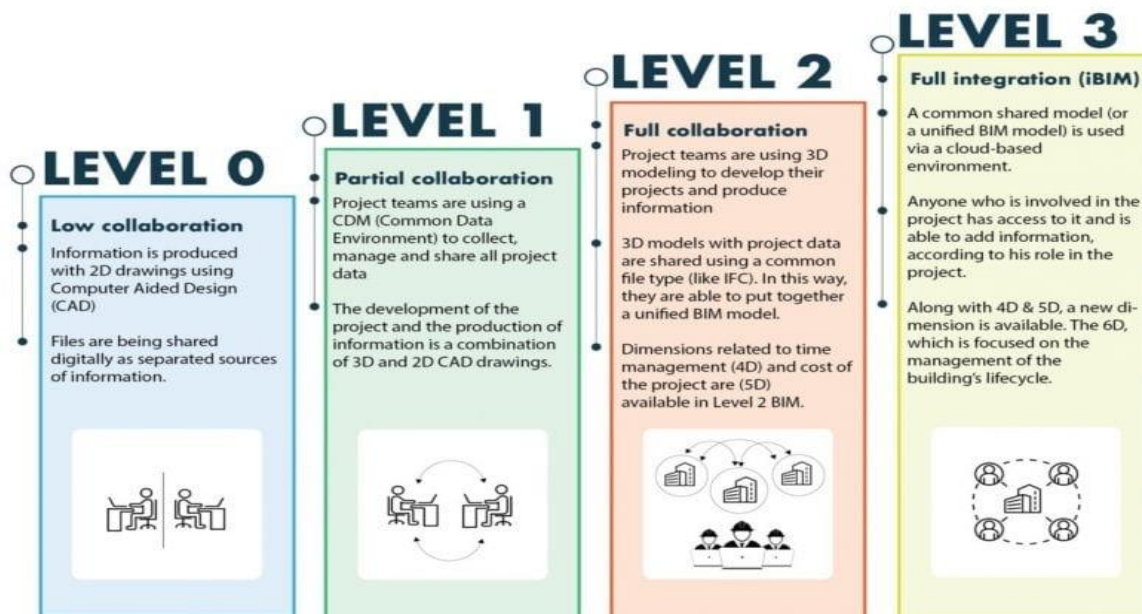 LEVEL 0
Low collaboration
Information is produced
with 2D drawings using
Computer Aided Design
(CAD)
Files are being shared
digitally as separated sources
of information.
LEVEL 1
Partial collaboration
Project teams are using a
CDM (Common Data
Environment) to collect,
manage and share all project
data
The development of the
project and the production of
information is a combination
of 3D and 2D CAD drawings.
LEVEL 2
Full collaboration
Project teams are using 3D
modeling to develop their
projects and produce
information
3D models with project data
are shared using a common
file type (like IFC). In this way,
they are able to put together
a unified BIM model.
Dimensions related to time
management (4D) and cost of
the project are (5D)
available in Level 2 BIM.
LEVEL 3
Full integration (iBIM)
A common shared model (or
a unified BIM model) is used
via a cloud-based
environment.
Anyone who is involved in the
project has access to it and is
able to add information,
according to his role in the
project.
Along with 4D & 5D, a new di-
mension is available. The 6D,
which is focused on the
management of the
building's lifecycle.